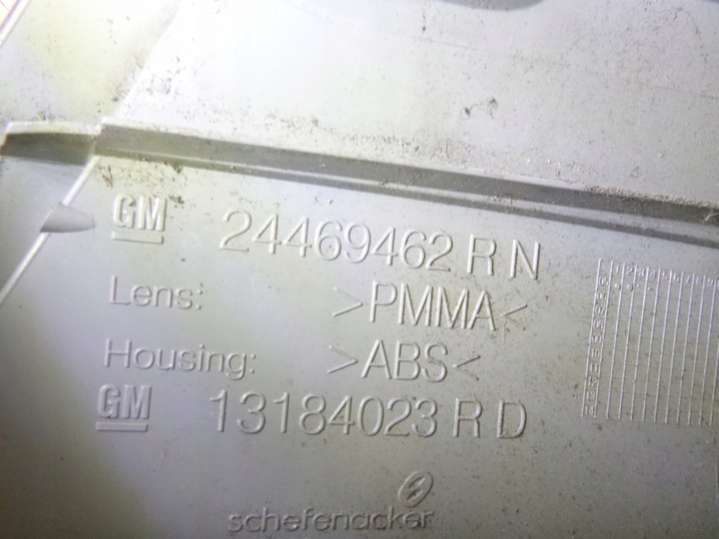 GM 24469462 R N
Lens: >PMMA<
Housing: >ABS<
GM 13184023 R D
schefenacker